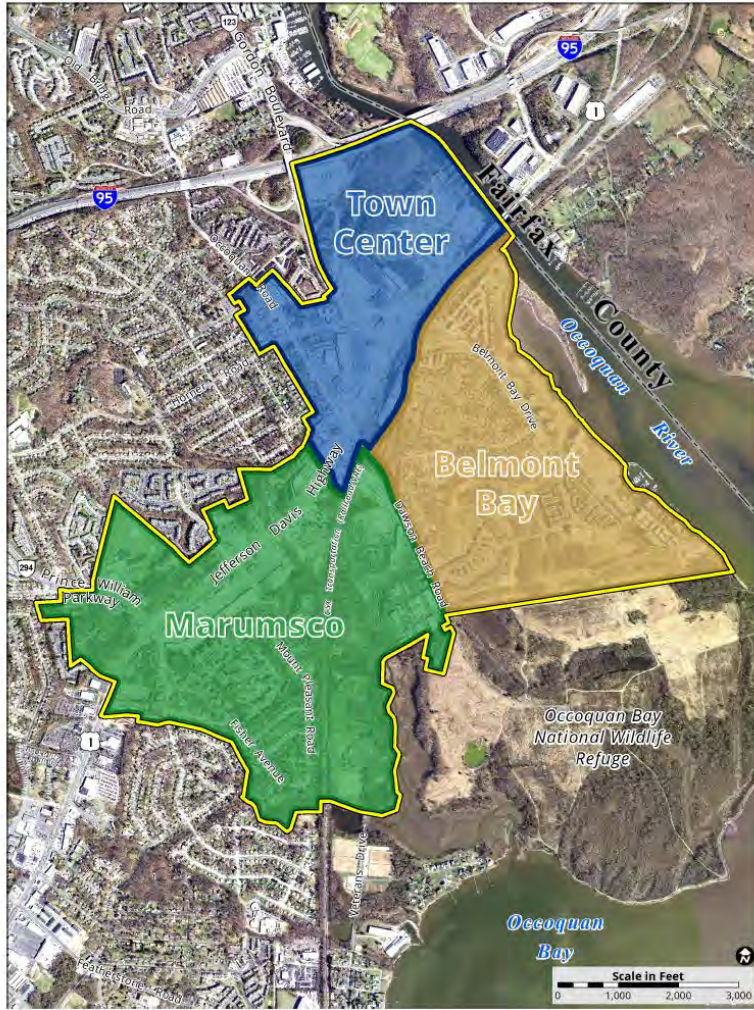 123
Gordon Boulevard
95
Old Bridge
Road
1
95
Town
Center
Fairfax
County
Road
Occoquan
River
Belmont Bay Drive
Belmont
Bay
Jefferson Davis Highway
Dawson Beach Road
294
Prince William
Parkway
Marumsco
Mount Pleasant Road
Fisher Avenue
1
Occoquan Bay
National Wildlife
Refuge
Veterans Drive
Occoquan
Bay
Featherstone Road
Scale in Feet
0 1,000 2,000 3,000